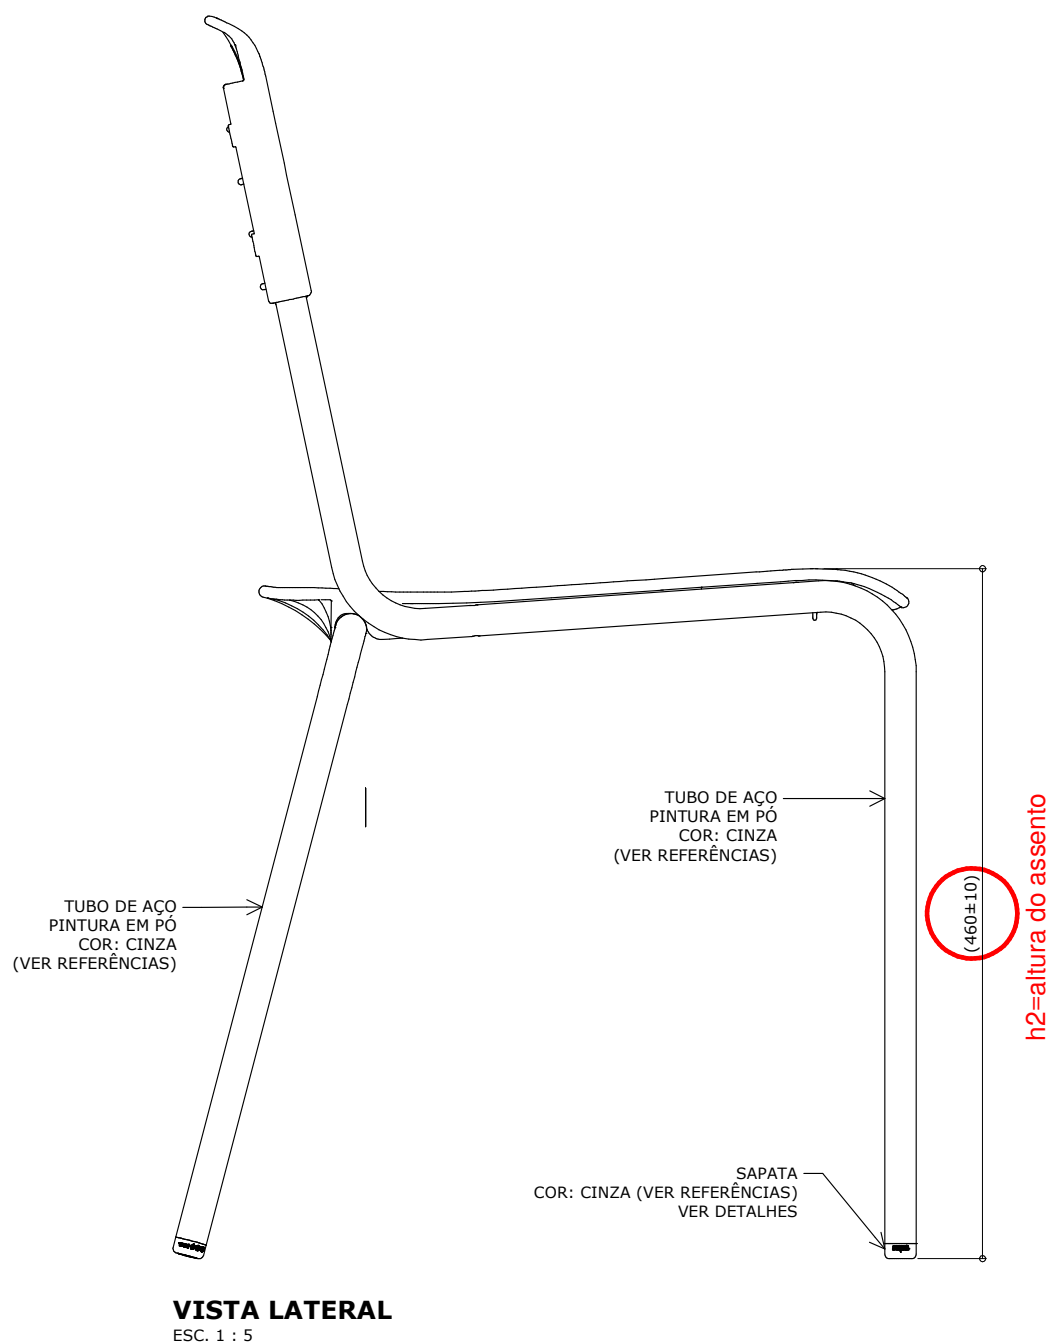 TUBO DE AÇO
PINTURA EM PÓ
COR: CINZA
(VER REFERÊNCIAS)
(460±10)
h2=altura do assento
TUBO DE AÇO
PINTURA EM PÓ
COR: CINZA
(VER REFERÊNCIAS)
SAPATA
COR: CINZA (VER REFERÊNCIAS)
VER DETALHES
VISTA LATERAL
ESC. 1 : 5